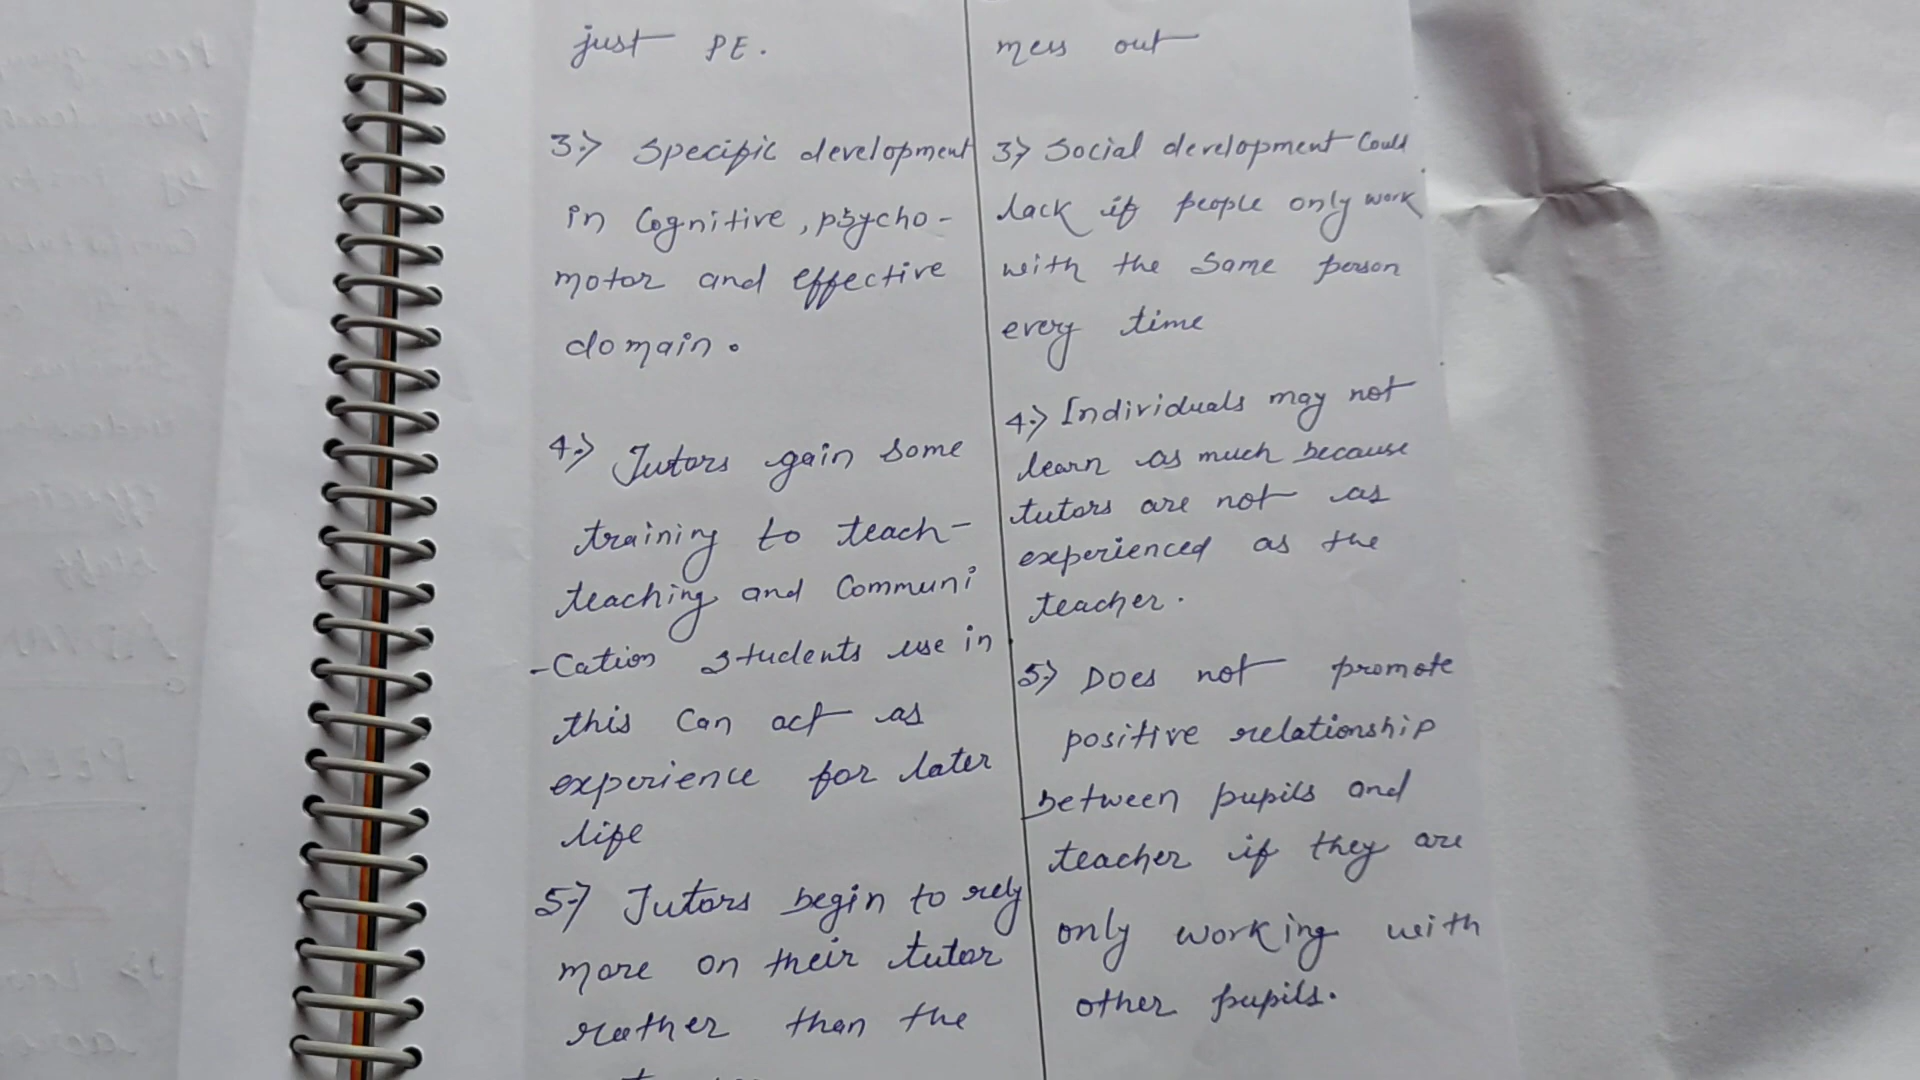 just PE.
3.> Specific development
in Cognitive, psycho-
motor and effective
domain.
4.> Tutors gain some
training to teach-
teaching and Communi
-Cation students use in
this Can act as
experience for later
life
5.> Tutors begin to rely
more on their tutor
rather than the
mess out
3> Social development Could
lack if people only work
with the Same person
every time
4.> Individuals may not
learn as much because
tutors are not as
experienced as the
teacher.
5.> Does not promote
positive relationship
between pupils and
teacher if they are
only working with
other pupils.